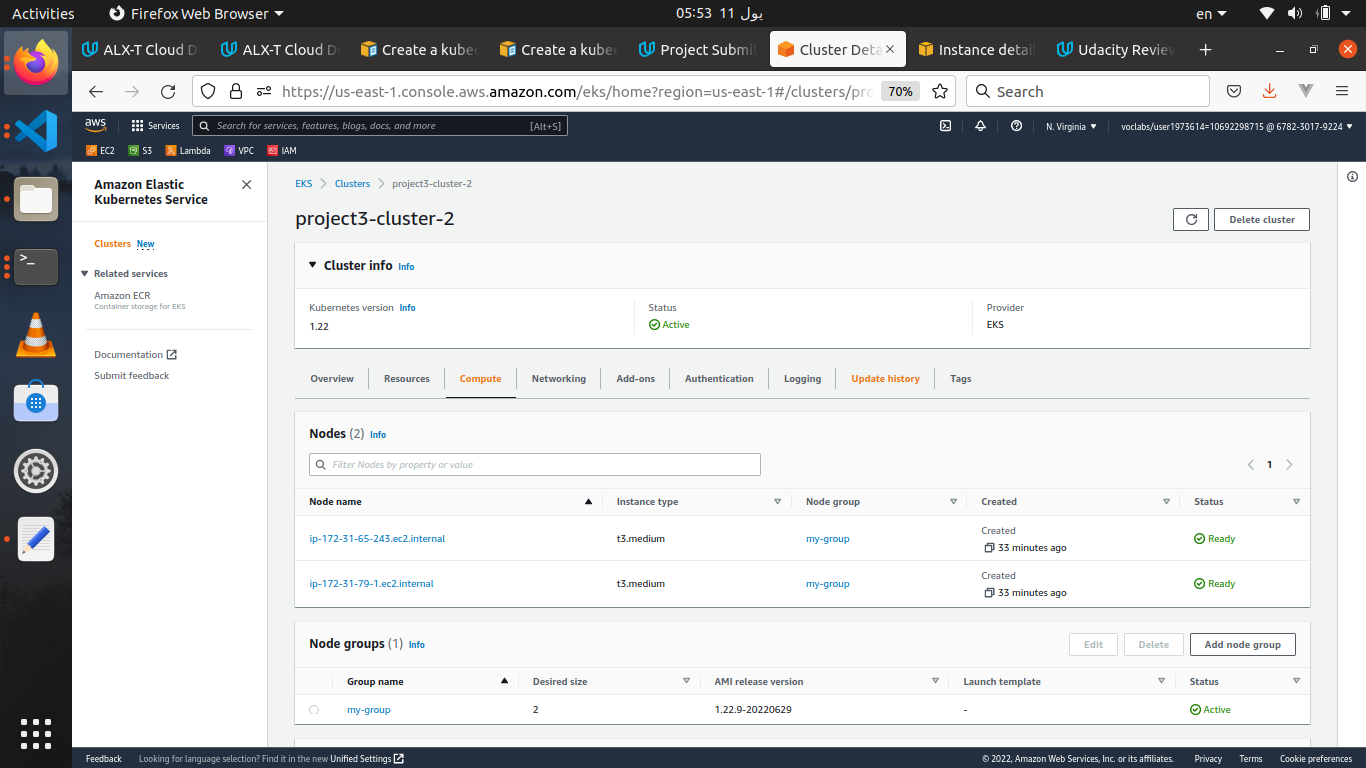 Activities Firefox Web Browser 05:53 11 يول en
ALX-T Cloud D ALX-T Cloud D Create a kube Create a kube Project Submi Cluster Deta Instance detai Udacity Review
https://us-east-1.console.aws.amazon.com/eks/home?region=us-east-1#/clusters/pro 70% Search
aws Services Search for services, features, blogs, docs, and more [Alt+S] N. Virginia voclabs/user1973614=10692298715 @ 6782-3017-9224
EC2 S3 Lambda VPC IAM
Amazon Elastic
Kubernetes Service
Clusters New
Related services
Amazon ECR
Container storage for EKS
Documentation
Submit feedback
EKS Clusters project3-cluster-2
project3-cluster-2 Delete cluster
Cluster info Info
Kubernetes version Info Status Provider
1.22 Active EKS
Overview Resources Compute Networking Add-ons Authentication Logging Update history Tags
Nodes (2) Info
Filter Nodes by property or value 1
Node name Instance type Node group Created Status
ip-172-31-65-243.ec2.internal t3.medium my-group Created 33 minutes ago Ready
ip-172-31-79-1.ec2.internal t3.medium my-group Created 33 minutes ago Ready
Node groups (1) Info Edit Delete Add node group
Group name Desired size AMI release version Launch template Status
my-group 2 1.22.9-20220629 - Active
Feedback Looking for language selection? Find it in the new Unified Settings © 2022, Amazon Web Services, Inc. or its affiliates. Privacy Terms Cookie preferences